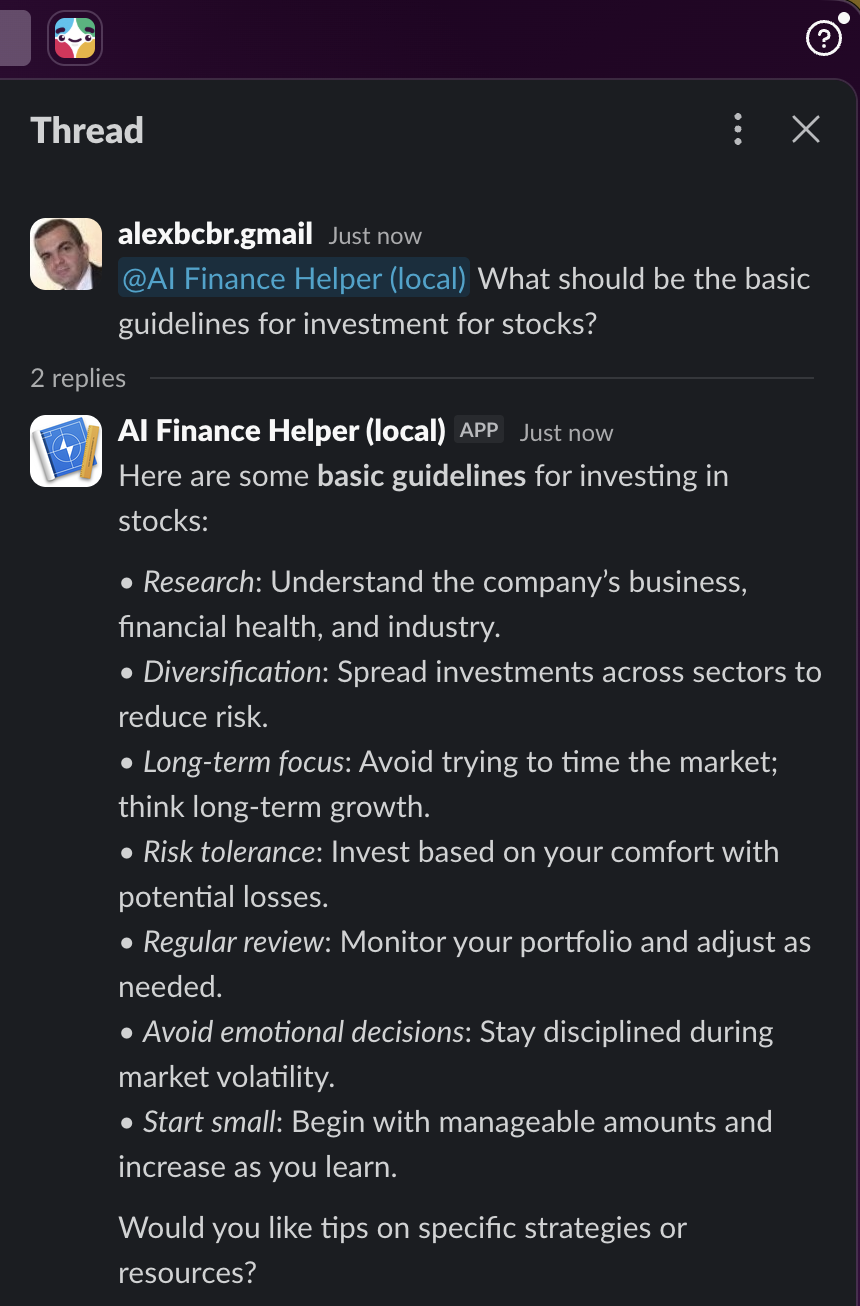 Thread
alexbcbr.gmail Just now
@AI Finance Helper (local) What should be the basic
guidelines for investment for stocks?
2 replies
AI Finance Helper (local) APP Just now
Here are some basic guidelines for investing in
stocks:
• Research: Understand the company’s business,
financial health, and industry.
• Diversification: Spread investments across sectors to
reduce risk.
• Long-term focus: Avoid trying to time the market;
think long-term growth.
• Risk tolerance: Invest based on your comfort with
potential losses.
• Regular review: Monitor your portfolio and adjust as
needed.
• Avoid emotional decisions: Stay disciplined during
market volatility.
• Start small: Begin with manageable amounts and
increase as you learn.
Would you like tips on specific strategies or
resources?